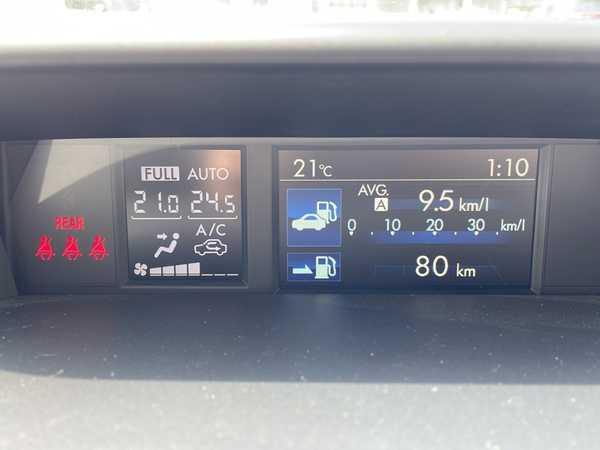 REAR
FULL AUTO
21.0 24.5
A/C
21°C 1:10
AVG.
A 9.5 km/l
0 10 20 30 km/l
80 km